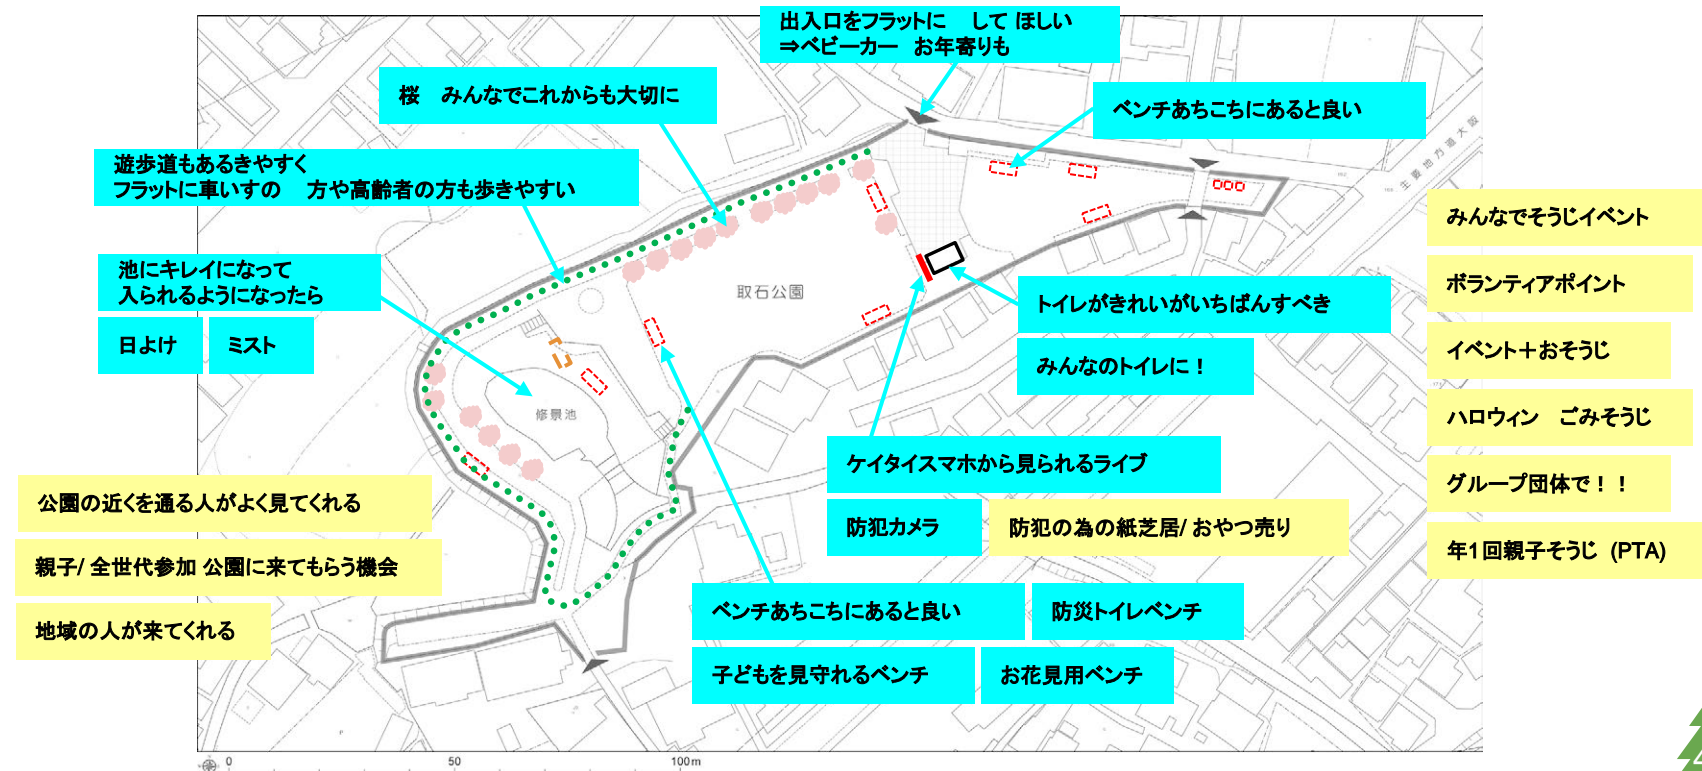 出入口をフラットに　して ほしい
⇒ベビーカー　お年寄りも
桜　みんなでこれからも大切に
ベンチあちこちにあると良い
遊歩道もあるきやすく
フラットに車いすの　方や高齢者の方も歩きやすい
主要地方道大阪
みんなでそうじイベント
池にキレイになって
入られるようになったら
日よけ
ミスト
取石公園
トイレがきれいがいちばんすべき
みんなのトイレに！
ボランティアポイント
イベント＋おそうじ
ハロウィン　ごみそうじ
グループ団体で！！
年1回親子そうじ (PTA)
修景池
ケイタイスマホから見られるライブ
防犯カメラ
防犯の為の紙芝居/ おやつ売り
公園の近くを通る人がよく見てくれる
親子/ 全世代参加 公園に来てもらう機会
地域の人が来てくれる
ベンチあちこちにあると良い
防災トイレベンチ
子どもを見守れるベンチ
お花見用ベンチ
0
50
100m